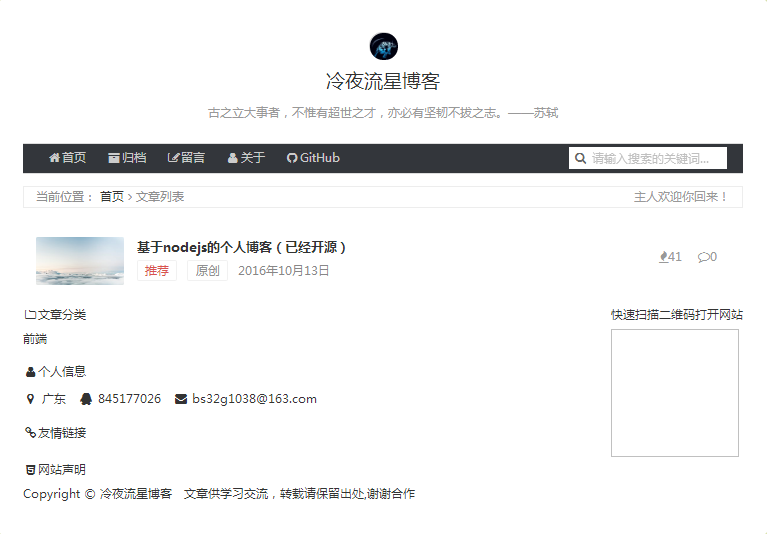 冷夜流星博客
古之立大事者，不惟有超世之才，亦必有坚韧不拔之志。——苏轼
首页 归档 留言 关于 GitHub 请输入搜索的关键词...
当前位置： 首页 > 文章列表 主人欢迎你回来！
基于nodejs的个人博客（已经开源）
推荐 原创 2016年10月13日 41 0
文章分类 快速扫描二维码打开网站
前端
个人信息
广东 845177026 bs32g1038@163.com
友情链接
网站声明
Copyright © 冷夜流星博客 文章供学习交流，转载请保留出处,谢谢合作